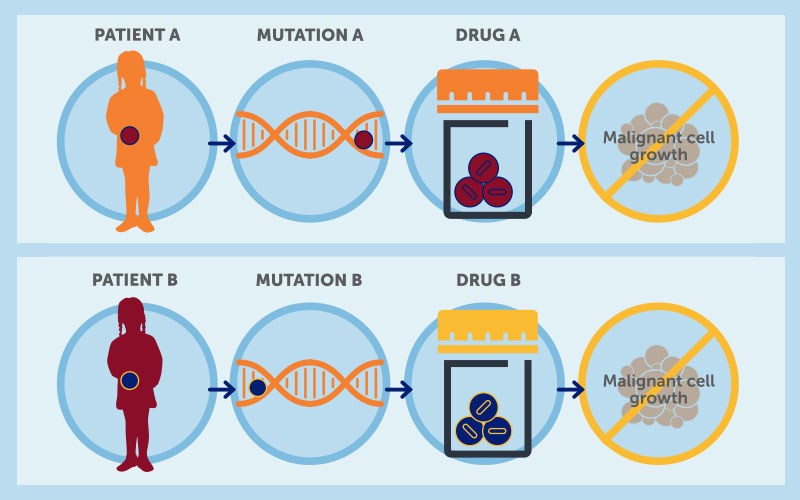 PATIENT A
MUTATION A
DRUG A
Malignant cell
growth
PATIENT B
MUTATION B
DRUG B
Malignant cell
growth